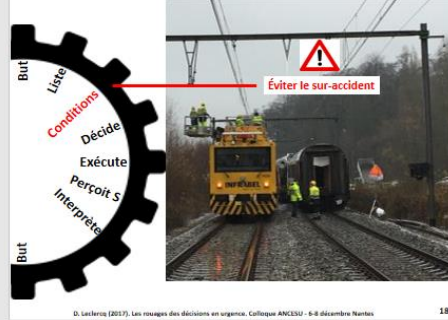 But
Liste
Conditions
Décide
Exécute
Perçoit S
Interprète
But
Éviter le sur-accident
INFRABEL
D. Leclercq (2017). Les rouages des décisions en urgence. Colloque ANCESU - 6-8 décembre Nantes
18